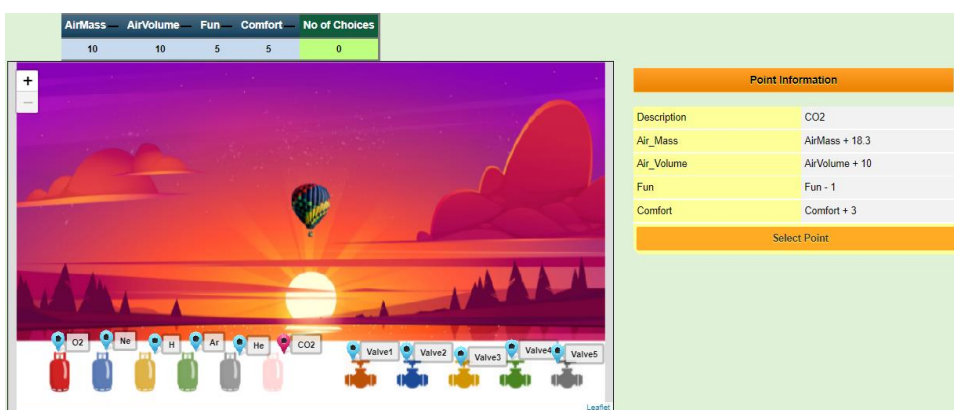 AirMass AirVolume Fun Comfort No of Choices
10 10 5 5 0
+
−
Point Information
Description CO2
Air_Mass AirMass + 18.3
Air_Volume AirVolume + 10
Fun Fun - 1
Comfort Comfort + 3
Select Point
O2 Ne H Ar He CO2 Valve1 Valve2 Valve3 Valve4 Valve5
Leaflet